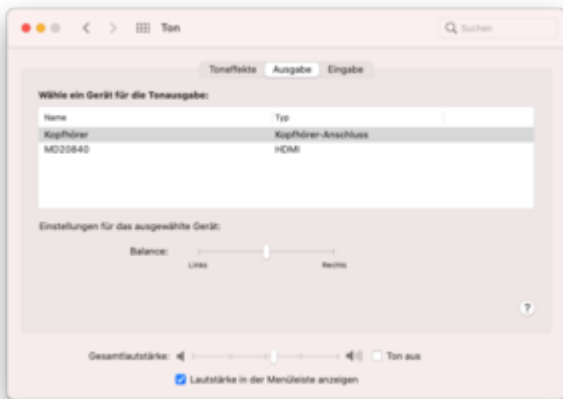 Ton
Suchen
Toneffekte Ausgabe Eingabe
Wähle ein Gerät für die Tonausgabe:
Name Typ
Kopfhörer Kopfhörer-Anschluss
MD20840 HDMI
Einstellungen für das ausgewählte Gerät:
Balance:
Links Rechts
?
Gesamtlautstärke: Ton aus
Lautstärke in der Menüleiste anzeigen